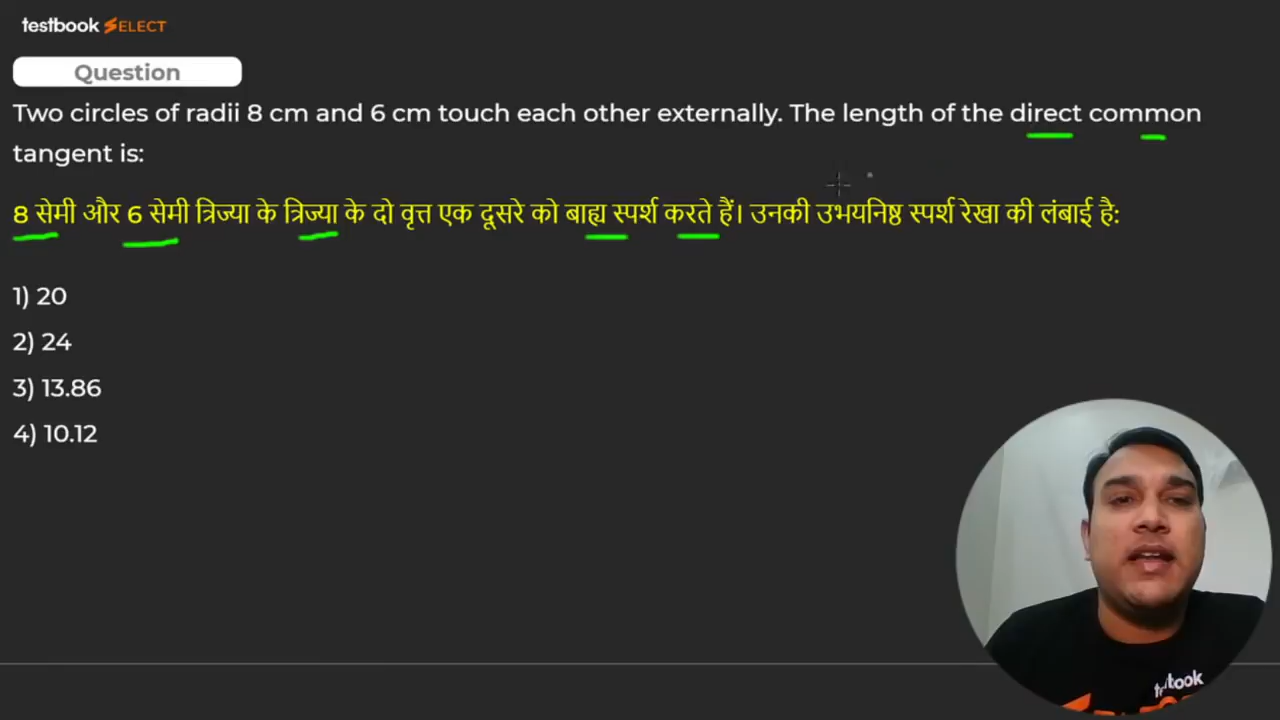 testbook SELECT
Question
Two circles of radii 8 cm and 6 cm touch each other externally. The length of the direct common
tangent is:
8 सेमी और 6 सेमी त्रिज्या के त्रिज्या के दो वृत्त एक दूसरे को बाह्य स्पर्श करते हैं। उनकी उभयनिष्ठ स्पर्श रेखा की लंबाई है:
1) 20
2) 24
3) 13.86
4) 10.12